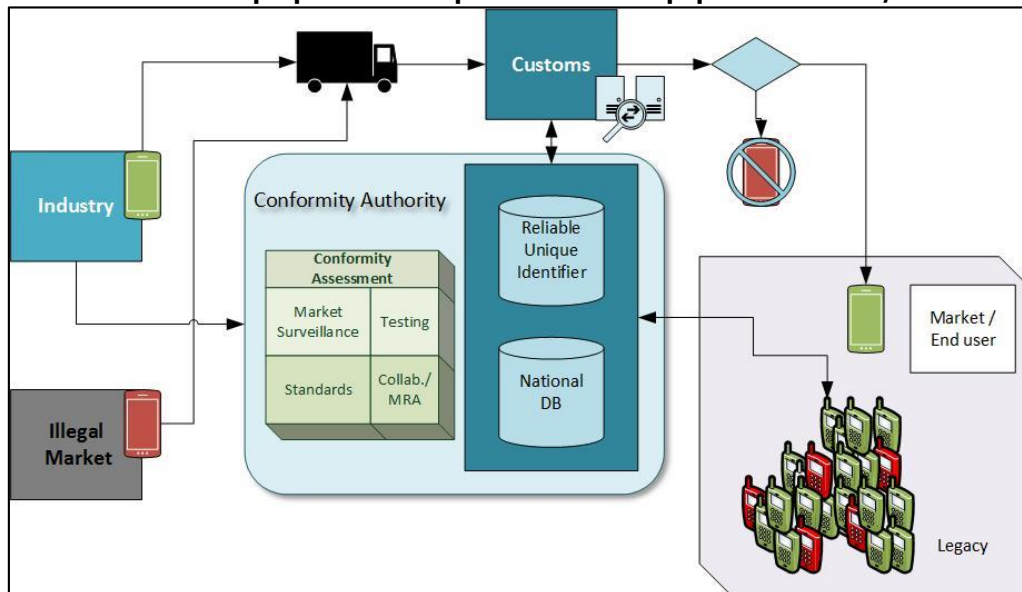 Customs
Industry
Conformity Authority
Conformity
Assessment
Market
Surveillance
Testing
Standards
Collab./
MRA
Reliable
Unique
Identifier
National
DB
Market /
End user
Illegal
Market
Legacy